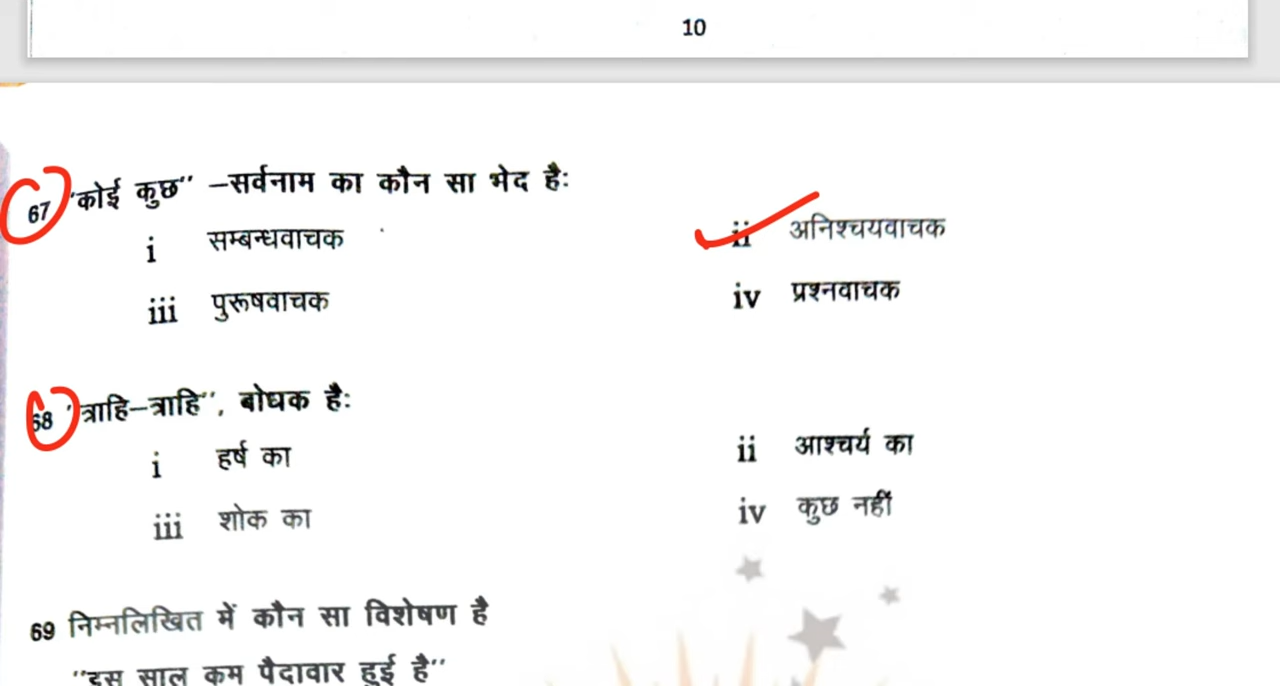 10
67 "कोई कुछ" –सर्वनाम का कौन सा भेद है:
i सम्बन्धवाचक ii अनिश्चयवाचक
iii पुरूषवाचक iv प्रश्नवाचक
68 "त्राहि–त्राहि", बोधक है:
i हर्ष का ii आश्चर्य का
iii शोक का iv कुछ नहीं
69 निम्नलिखित में कौन सा विशेषण है
"इस साल कम पैदावार हुई है"